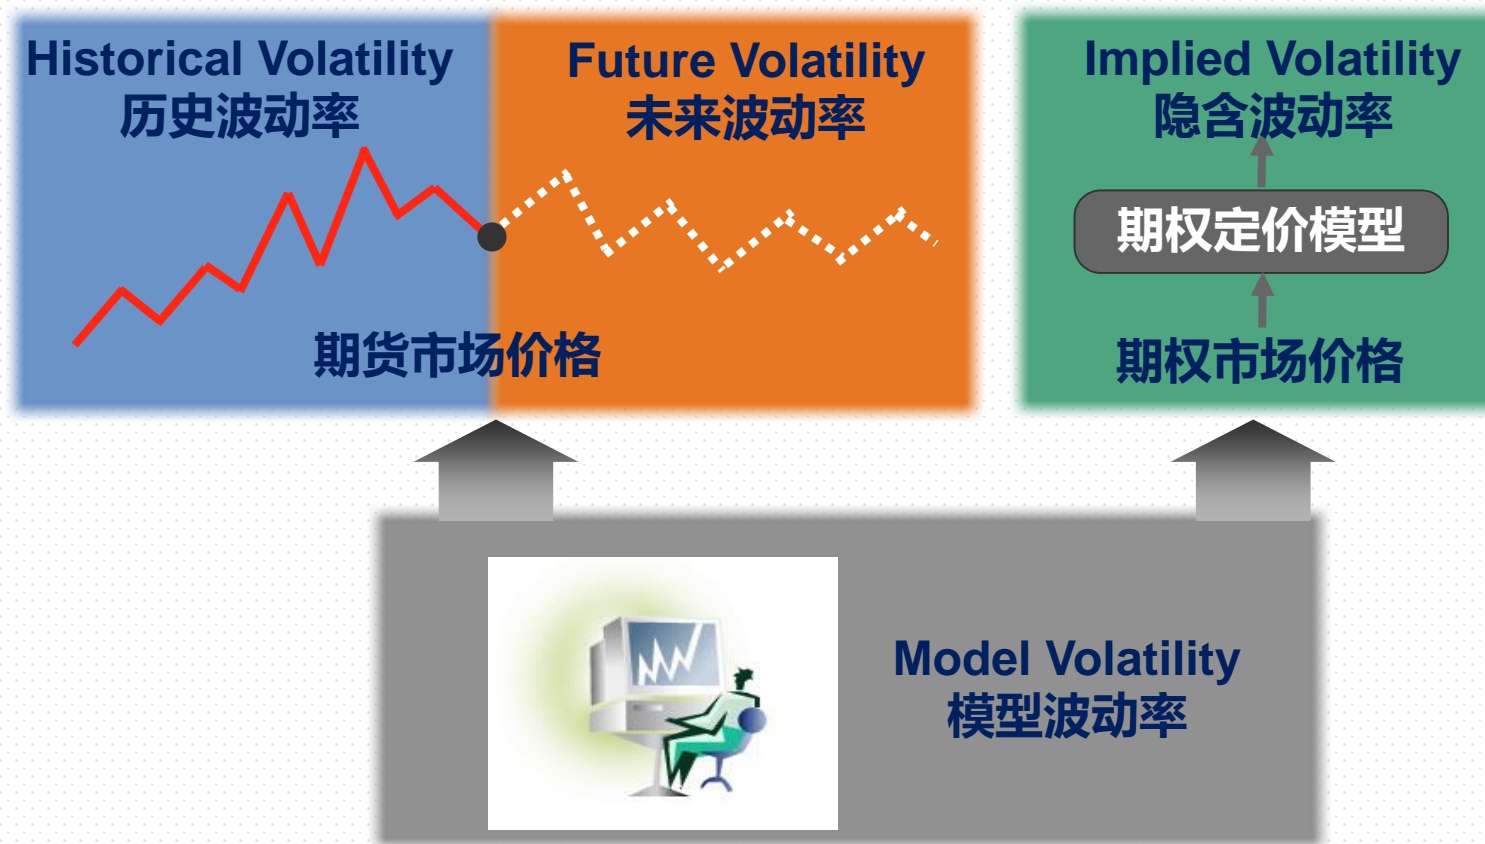 Historical Volatility
历史波动率
Future Volatility
未来波动率
期货市场价格
Implied Volatility
隐含波动率
期权定价模型
期权市场价格
Model Volatility
模型波动率